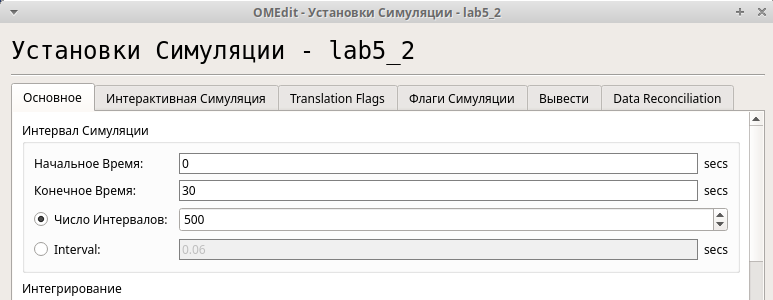 OMEdit - Установки Симуляции - lab5_2
Установки Симуляции - lab5_2
Основное Интерактивная Симуляция Translation Flags Флаги Симуляции Вывести Data Reconciliation
Интервал Симуляции
Начальное Время: 0 secs
Конечное Время: 30 secs
Число Интервалов: 500
Interval: 0.06 secs
Интегрирование